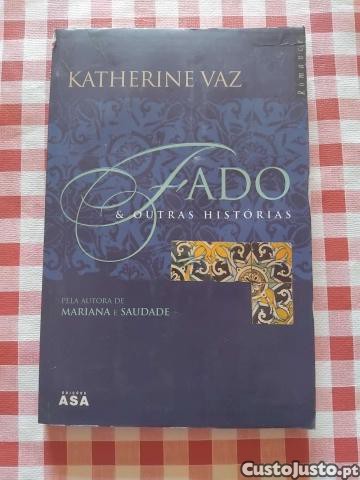 Romance
KATHERINE VAZ
FADO
& OUTRAS HISTÓRIAS
PELA AUTORA DE
MARIANA E SAUDADE
EDIÇÕES
ASA
CustoJusto.pt